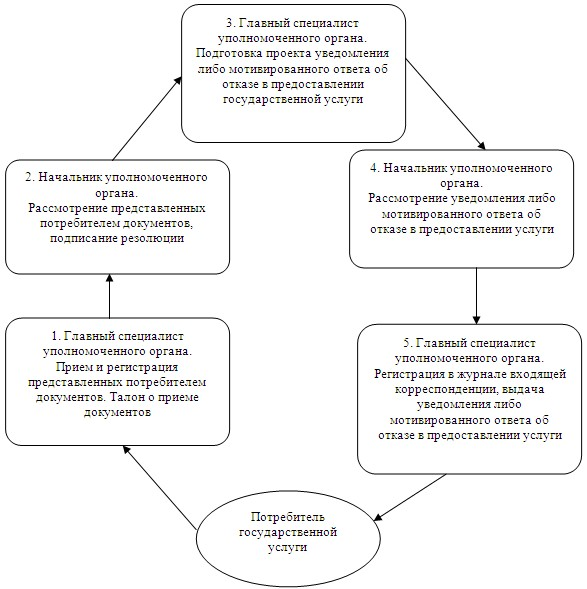 3. Главный специалист
уполномоченного органа.
Подготовка проекта уведомления
либо мотивированного ответа об
отказе в предоставлении
государственной услуги
2. Начальник уполномоченного
органа.
Рассмотрение представленных
потребителем документов,
подписание резолюции
4. Начальник уполномоченного
органа.
Рассмотрение уведомления либо
мотивированного ответа об
отказе в предоставлении услуги
1. Главный специалист
уполномоченного органа.
Прием и регистрация
представленных потребителем
документов. Талон о приеме
документов
5. Главный специалист
уполномоченного органа.
Регистрация в журнале входящей
корреспонденции, выдача
уведомления либо
мотивированного ответа об
отказе в предоставлении услуги
Потребитель
государственной
услуги